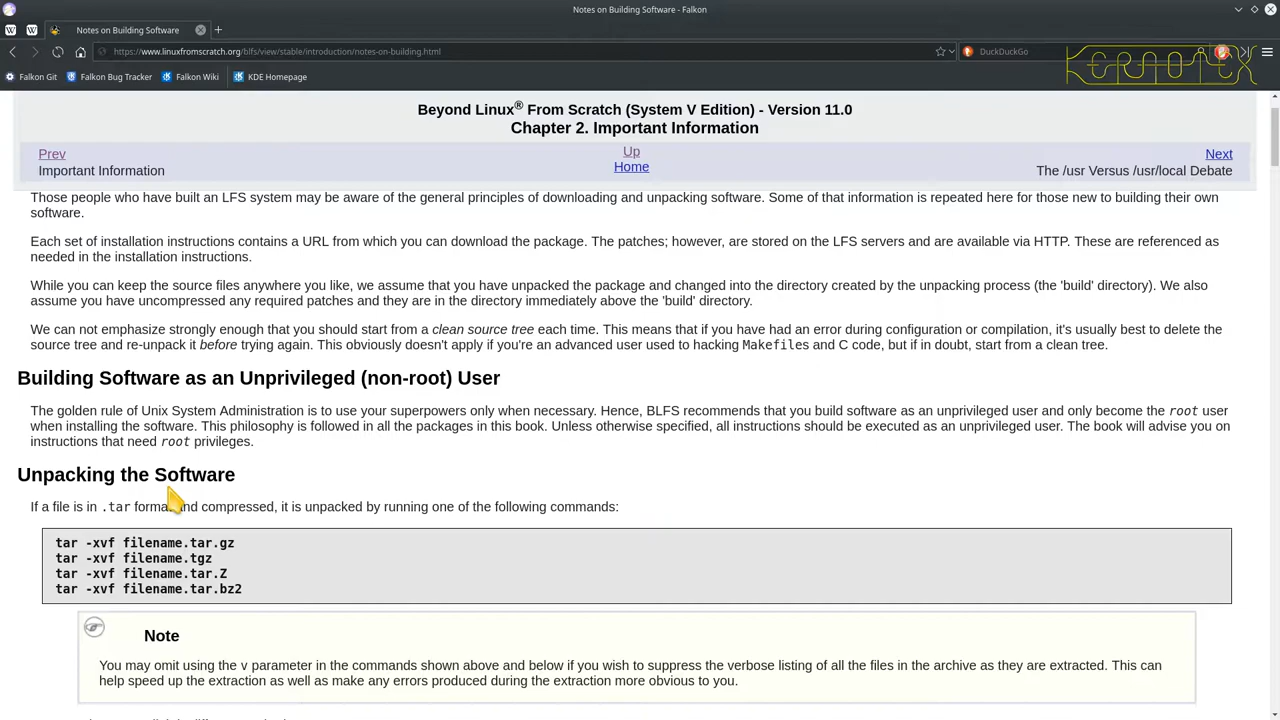 Notes on Building Software - Falkon
Notes on Building Software
https://www.linuxfromscratch.org/blfs/view/stable/introduction/notes-on-building.html
DuckDuckGo
Falkon Git Falkon Bug Tracker Falkon Wiki KDE Homepage
KERNOTEX
Beyond Linux® From Scratch (System V Edition) - Version 11.0
Chapter 2. Important Information
Prev Up Next
Important Information Home The /usr Versus /usr/local Debate
Those people who have built an LFS system may be aware of the general principles of downloading and unpacking software. Some of that information is repeated here for those new to building their own
software.
Each set of installation instructions contains a URL from which you can download the package. The patches; however, are stored on the LFS servers and are available via HTTP. These are referenced as
needed in the installation instructions.
While you can keep the source files anywhere you like, we assume that you have unpacked the package and changed into the directory created by the unpacking process (the 'build' directory). We also
assume you have uncompressed any required patches and they are in the directory immediately above the 'build' directory.
We can not emphasize strongly enough that you should start from a clean source tree each time. This means that if you have had an error during configuration or compilation, it's usually best to delete the
source tree and re-unpack it before trying again. This obviously doesn't apply if you're an advanced user used to hacking Makefiles and C code, but if in doubt, start from a clean tree.
Building Software as an Unprivileged (non-root) User
The golden rule of Unix System Administration is to use your superpowers only when necessary. Hence, BLFS recommends that you build software as an unprivileged user and only become the root user
when installing the software. This philosophy is followed in all the packages in this book. Unless otherwise specified, all instructions should be executed as an unprivileged user. The book will advise you on
instructions that need root privileges.
Unpacking the Software
If a file is in .tar format and compressed, it is unpacked by running one of the following commands:
tar -xvf filename.tar.gz
tar -xvf filename.tgz
tar -xvf filename.tar.Z
tar -xvf filename.tar.bz2
Note
You may omit using the v parameter in the commands shown above and below if you wish to suppress the verbose listing of all the files in the archive as they are extracted. This can
help speed up the extraction as well as make any errors produced during the extraction more obvious to you.